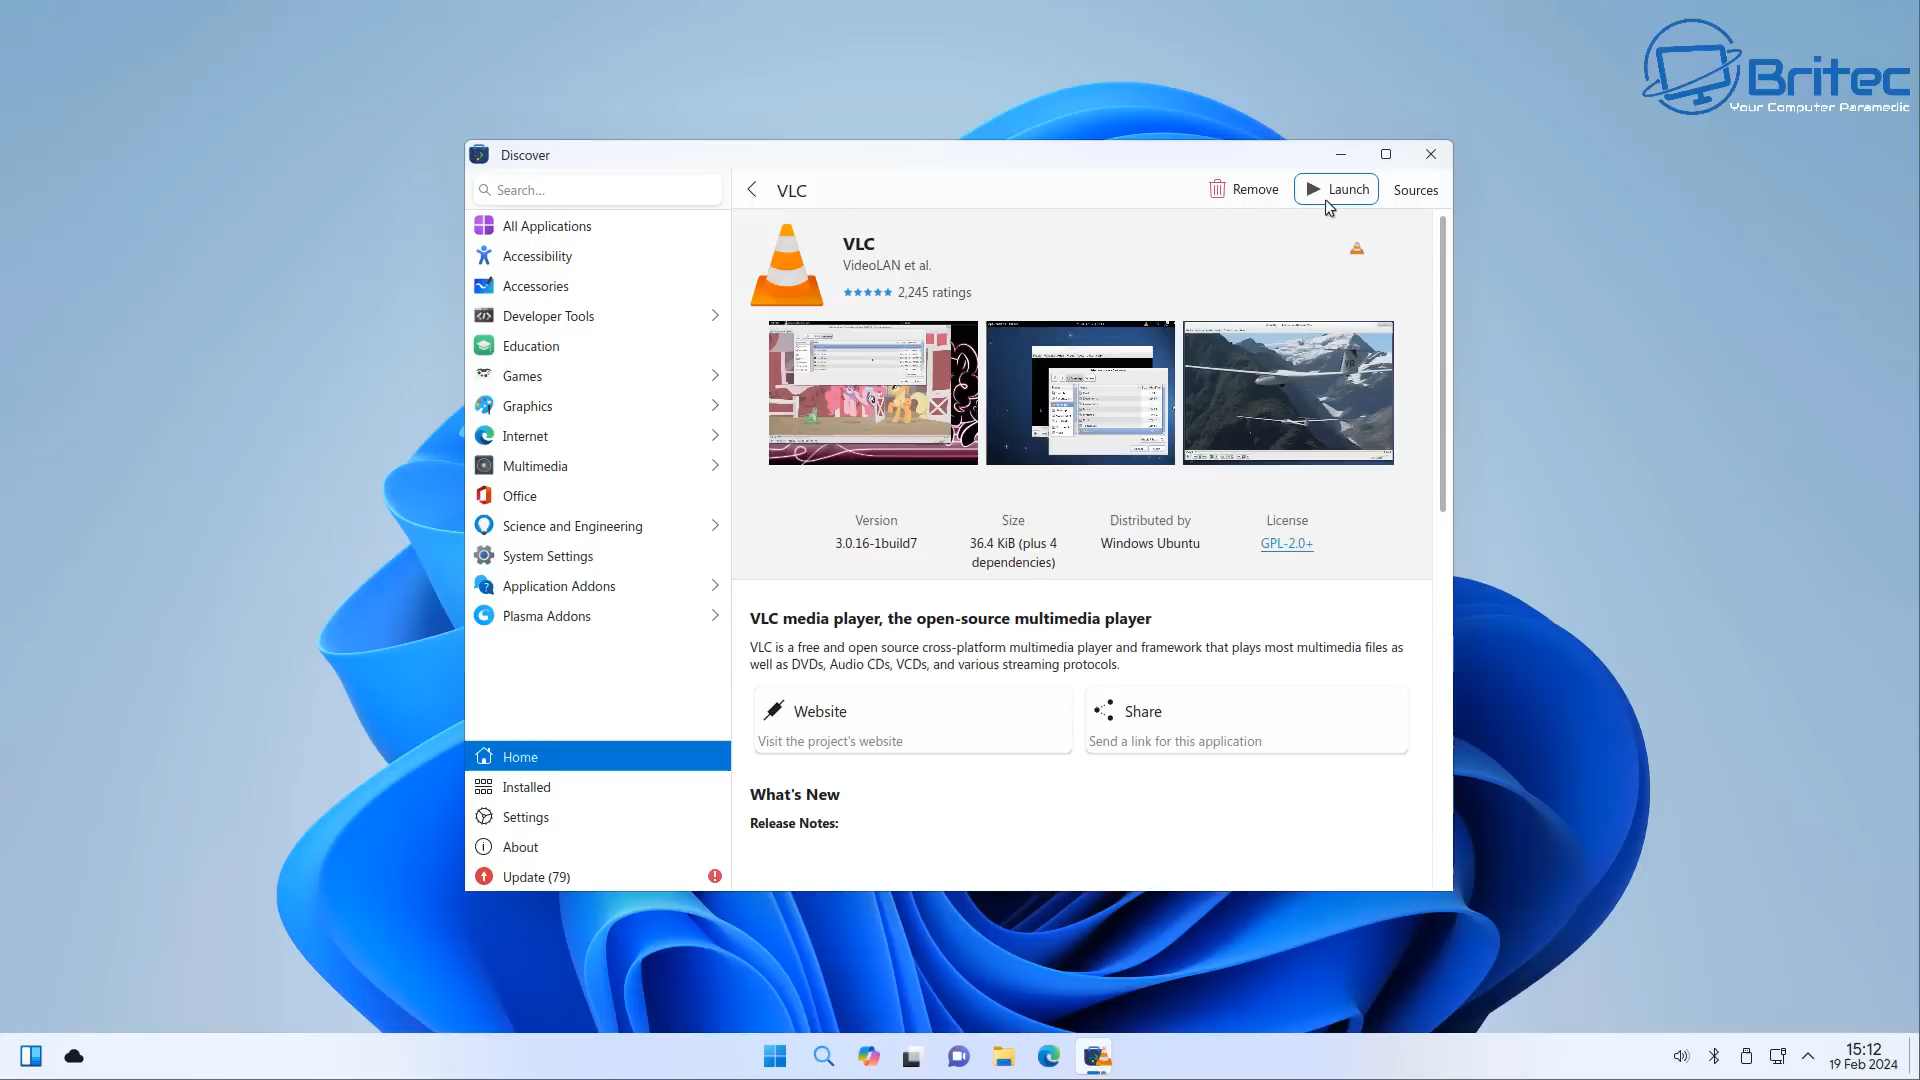 Britec
Your Computer Paramedic
Discover
Search...
VLC
Remove
Launch
Sources
All Applications
Accessibility
Accessories
Developer Tools
Education
Games
Graphics
Internet
Multimedia
Office
Science and Engineering
System Settings
Application Addons
Plasma Addons
Home
Installed
Settings
About
Update (79)
VLC
VideoLAN et al.
2,245 ratings
Version
3.0.16-1build7
Size
36.4 KiB (plus 4
dependencies)
Distributed by
Windows Ubuntu
License
GPL-2.0+
VLC media player, the open-source multimedia player
VLC is a free and open source cross-platform multimedia player and framework that plays most multimedia files as
well as DVDs, Audio CDs, VCDs, and various streaming protocols.
Website
Visit the project's website
Share
Send a link for this application
What's New
Release Notes:
15:12
19 Feb 2024